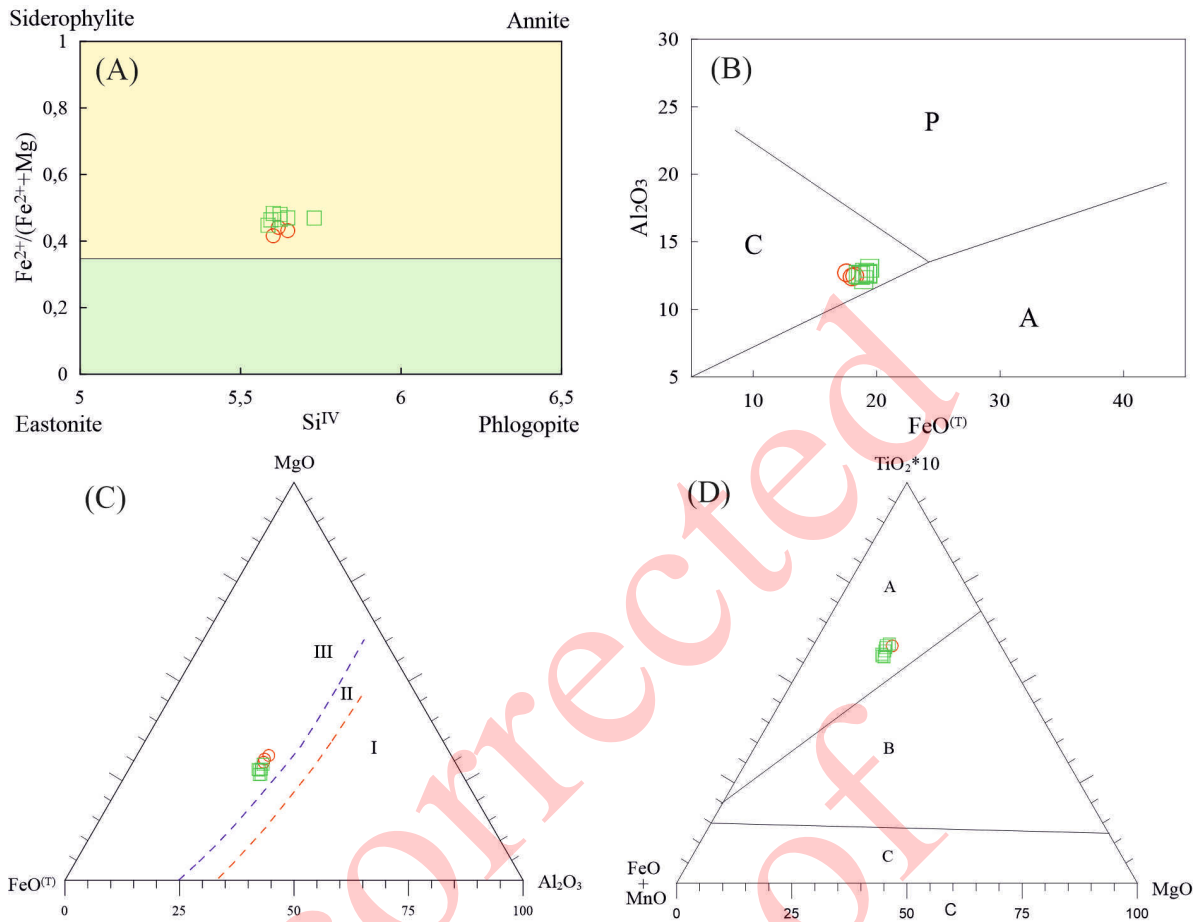 Siderophylite Annite
(A)
1
0,8
0,6
0,4
0,2
0
Fe²⁺/(Fe²⁺+Mg)
5 5,5 6 6,5
Eastonite Siᴵⱽ Phlogopite
(B)
30
25
20
15
10
5
Al₂O₃
P
C
A
10 20 30 40
FeO⁽ᵀ⁾
(C)
MgO
III
II
I
FeO⁽ᵀ⁾ Al₂O₃
0 25 50 75 100
(D)
TiO₂*10
A
B
C
FeO
+
MnO
MgO
0 25 50 C 75 100
corrected
of